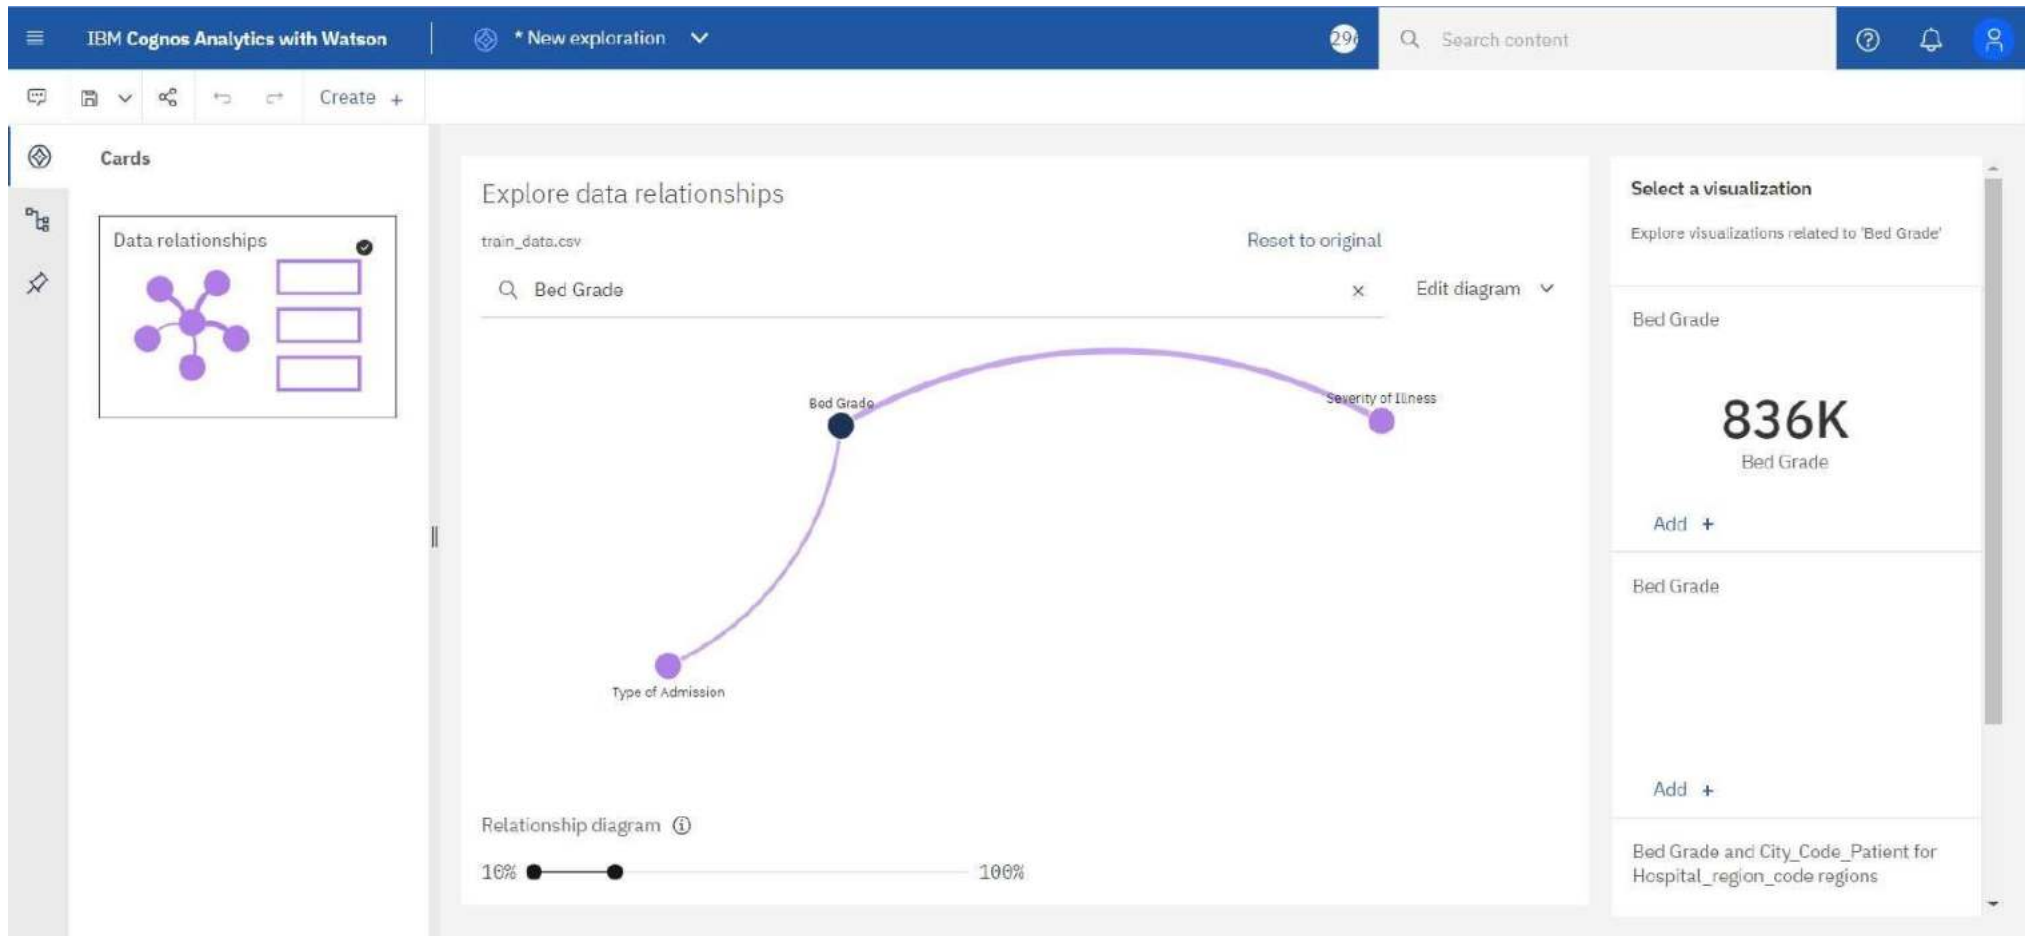 IBM Cognos Analytics with Watson
* New exploration
296
Search content
Create +
Cards
Data relationships
Explore data relationships
train_data.csv
Reset to original
Bed Grade
Edit diagram
Bed Grade
Severity of Illness
Type of Admission
Relationship diagram
10%
100%
Select a visualization
Explore visualizations related to 'Bed Grade'
Bed Grade
836K
Bed Grade
Add +
Bed Grade
Add +
Bed Grade and City_Code_Patient for
Hospital_region_code regions